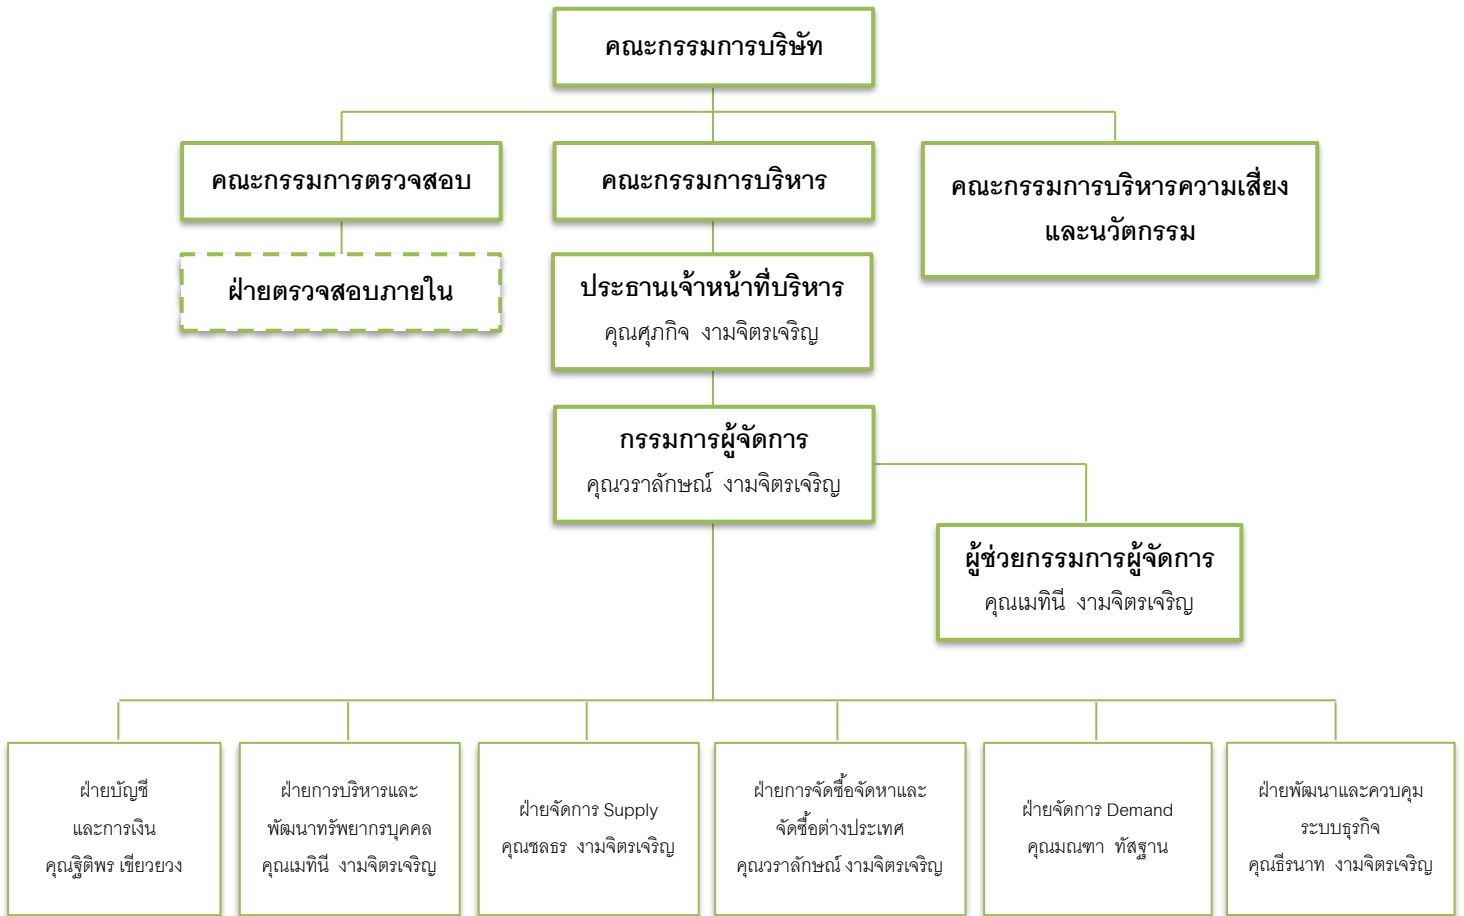 คณะกรรมการบริษัท
คณะกรรมการตรวจสอบ
คณะกรรมการบริหาร
คณะกรรมการบริหารความเสี่ยง
และนวัตกรรม
ฝ่ายตรวจสอบภายใน
ประธานเจ้าหน้าที่บริหาร
คุณศุภกิจ งามจิตรเจริญ
กรรมการผู้จัดการ
คุณวราลักษณ์ งามจิตรเจริญ
ผู้ช่วยกรรมการผู้จัดการ
คุณเมทินี งามจิตรเจริญ
ฝ่ายบัญชี
และการเงิน
คุณฐิติพร เขียวยวง
ฝ่ายการบริหารและ
พัฒนาทรัพยากรบุคคล
คุณเมทินี งามจิตรเจริญ
ฝ่ายจัดการ Supply
คุณชลธร งามจิตรเจริญ
ฝ่ายการจัดซื้อจัดหาและ
จัดซื้อต่างประเทศ
คุณวราลักษณ์ งามจิตรเจริญ
ฝ่ายจัดการ Demand
คุณมณฑา ทัสฐาน
ฝ่ายพัฒนาและควบคุม
ระบบธุรกิจ
คุณธีรนาท งามจิตรเจริญ